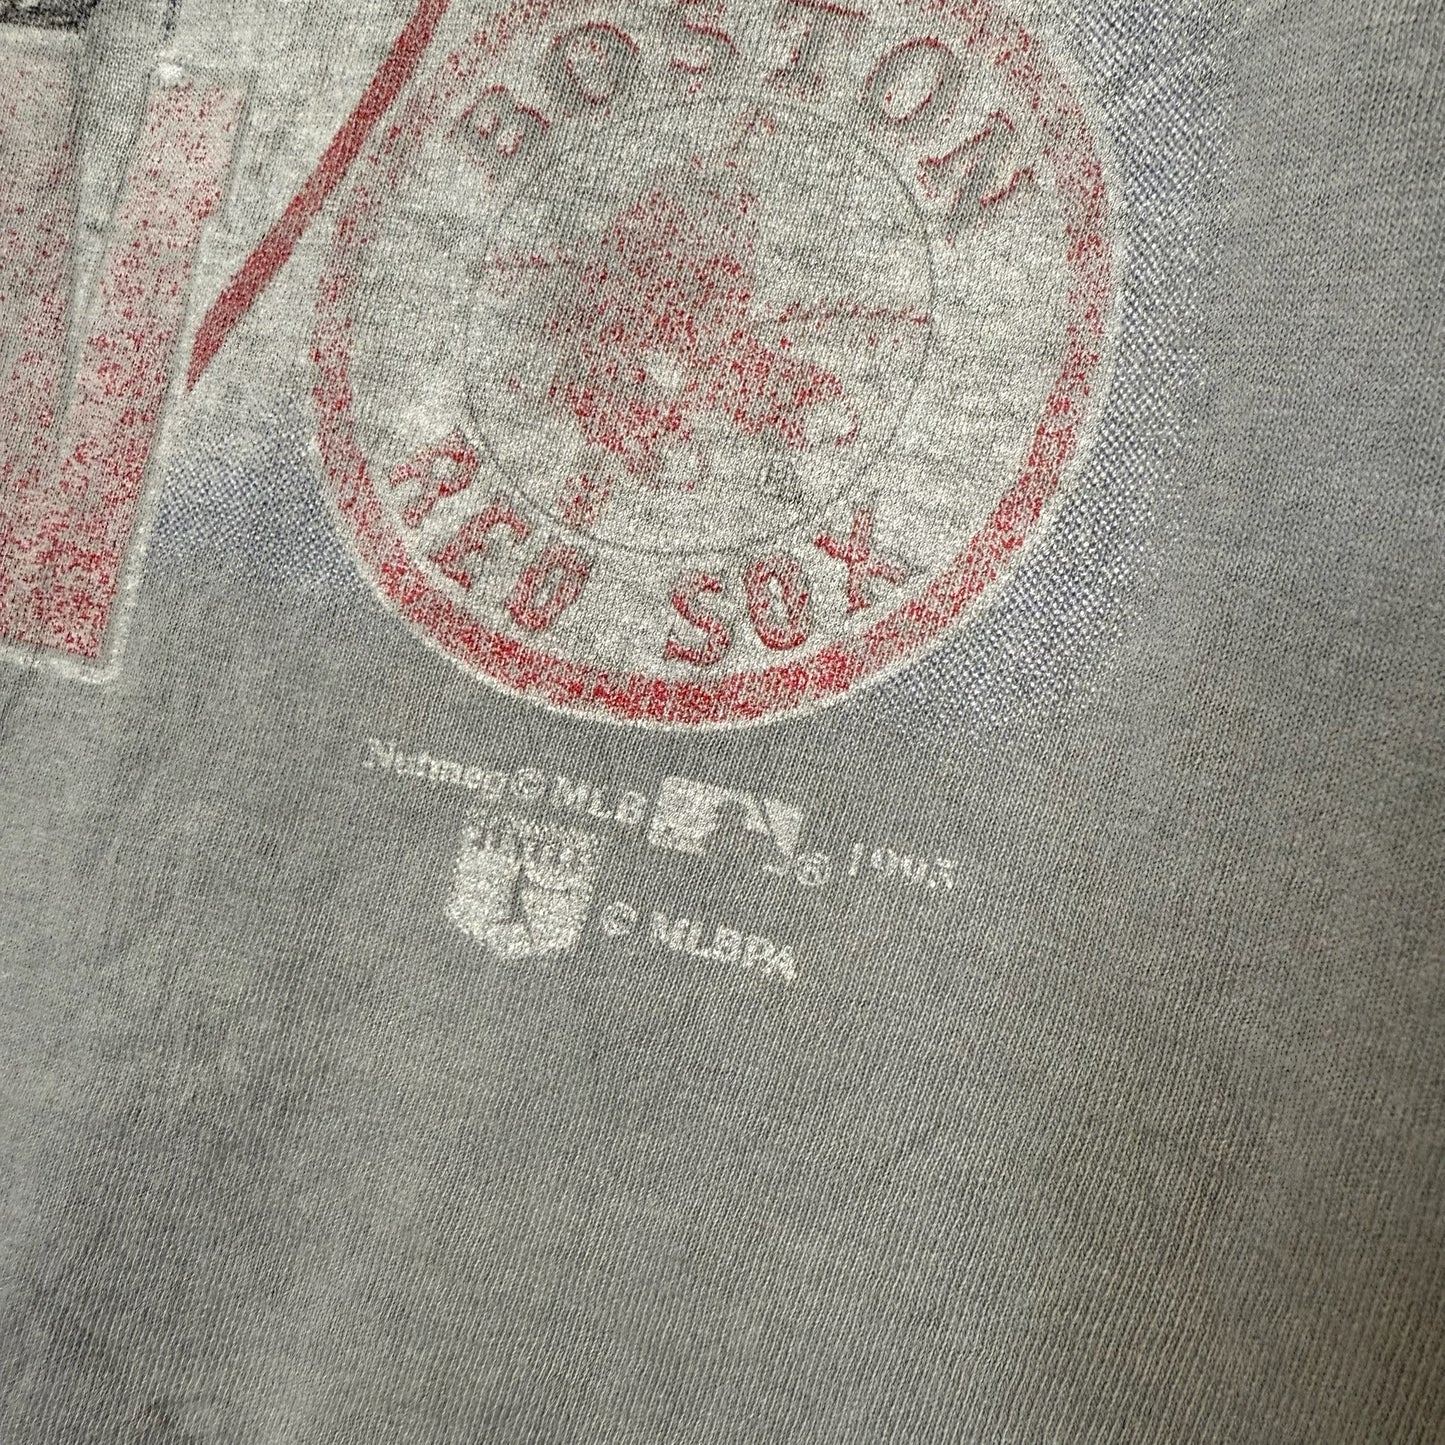 BOSTON
RED SOX
Nutmeg © MLB ® 1995
© MLBPA